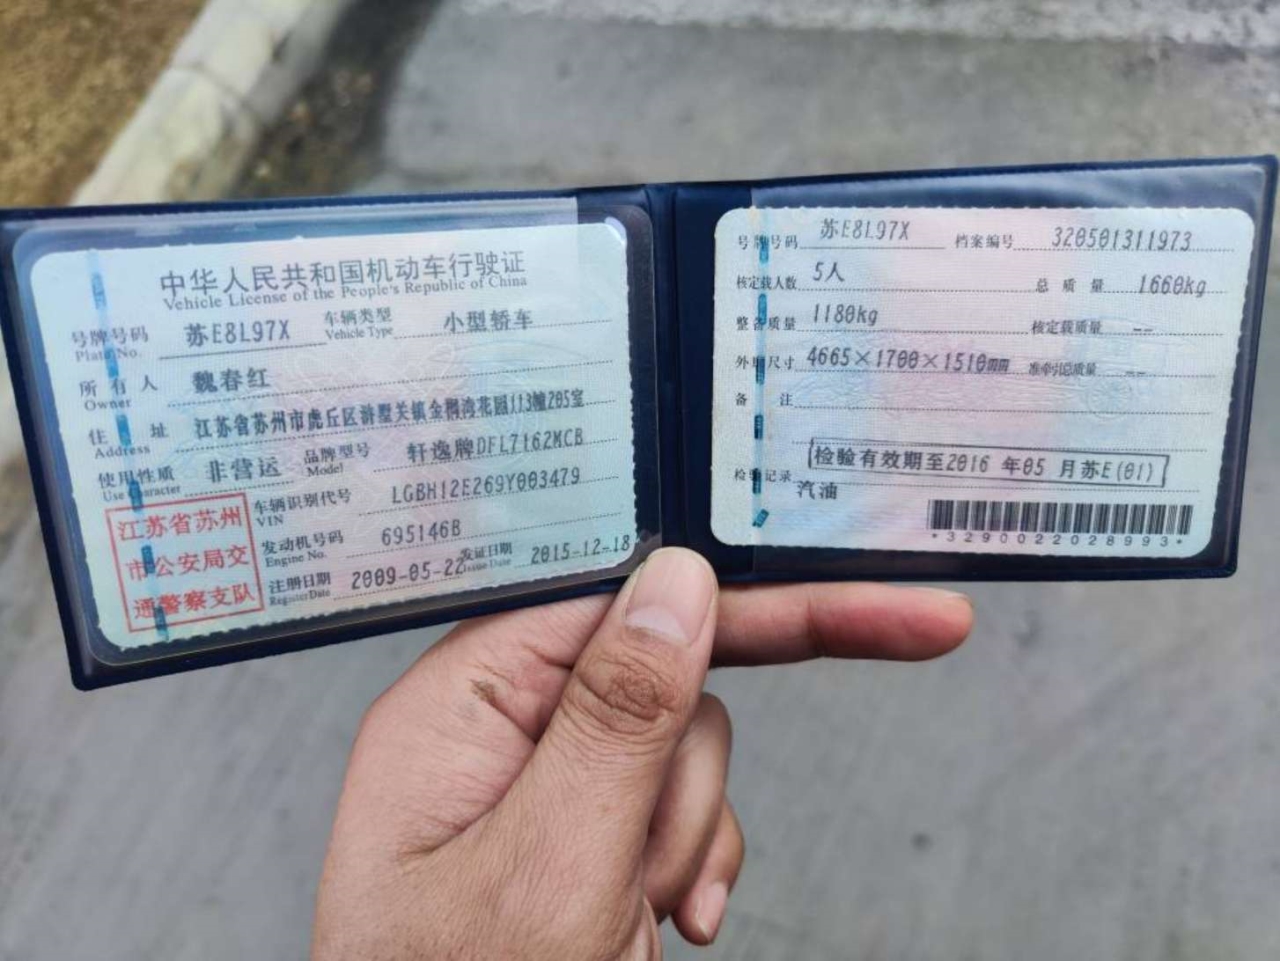 中华人民共和国机动车行驶证
Vehicle License of the People's Republic of China
号牌号码 苏E8L97X 车辆类型 小型轿车
Plate No. Vehicle Type
所有人 魏春红
Owner
住址 江苏省苏州市虎丘区浒墅关镇金榈湾花园113幢205室
Address
使用性质 非营运 品牌型号 轩逸牌DFL7162MCB
Use Character Model
车辆识别代号 LGBH12E269Y003479
VIN
发动机号码 695146B
Engine No.
注册日期 2009-05-22 发证日期 2015-12-18
Register Date Issue Date
江苏省苏州
市公安局交
通警察支队
号牌号码 苏E8L97X 档案编号 320501311973
核定载人数 5人 总质量 1660kg
整备质量 1180kg 核定载质量 --
外廓尺寸 4665×1700×1510mm 准牵引总质量 --
备注
检验有效期至2016年05月苏E(01)
检验记录
汽油
*3290022028993*